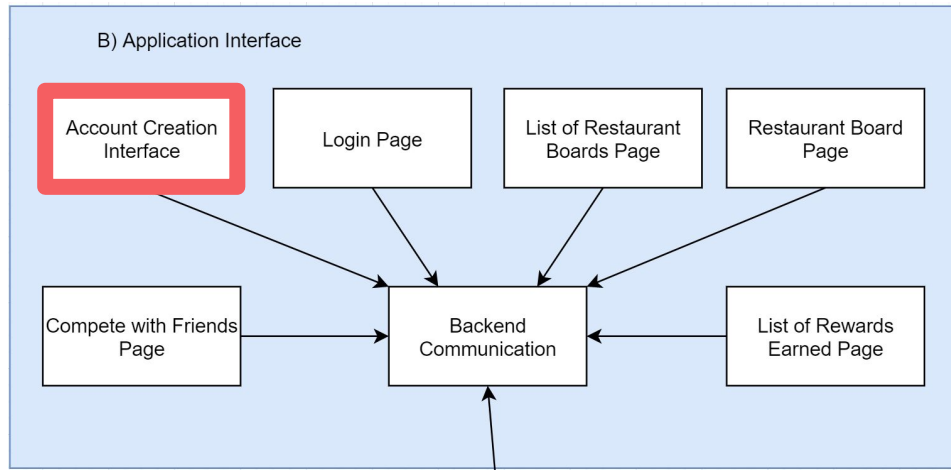 B) Application Interface
Account Creation
Interface
Login Page
List of Restaurant
Boards Page
Restaurant Board
Page
Compete with Friends
Page
Backend
Communication
List of Rewards
Earned Page